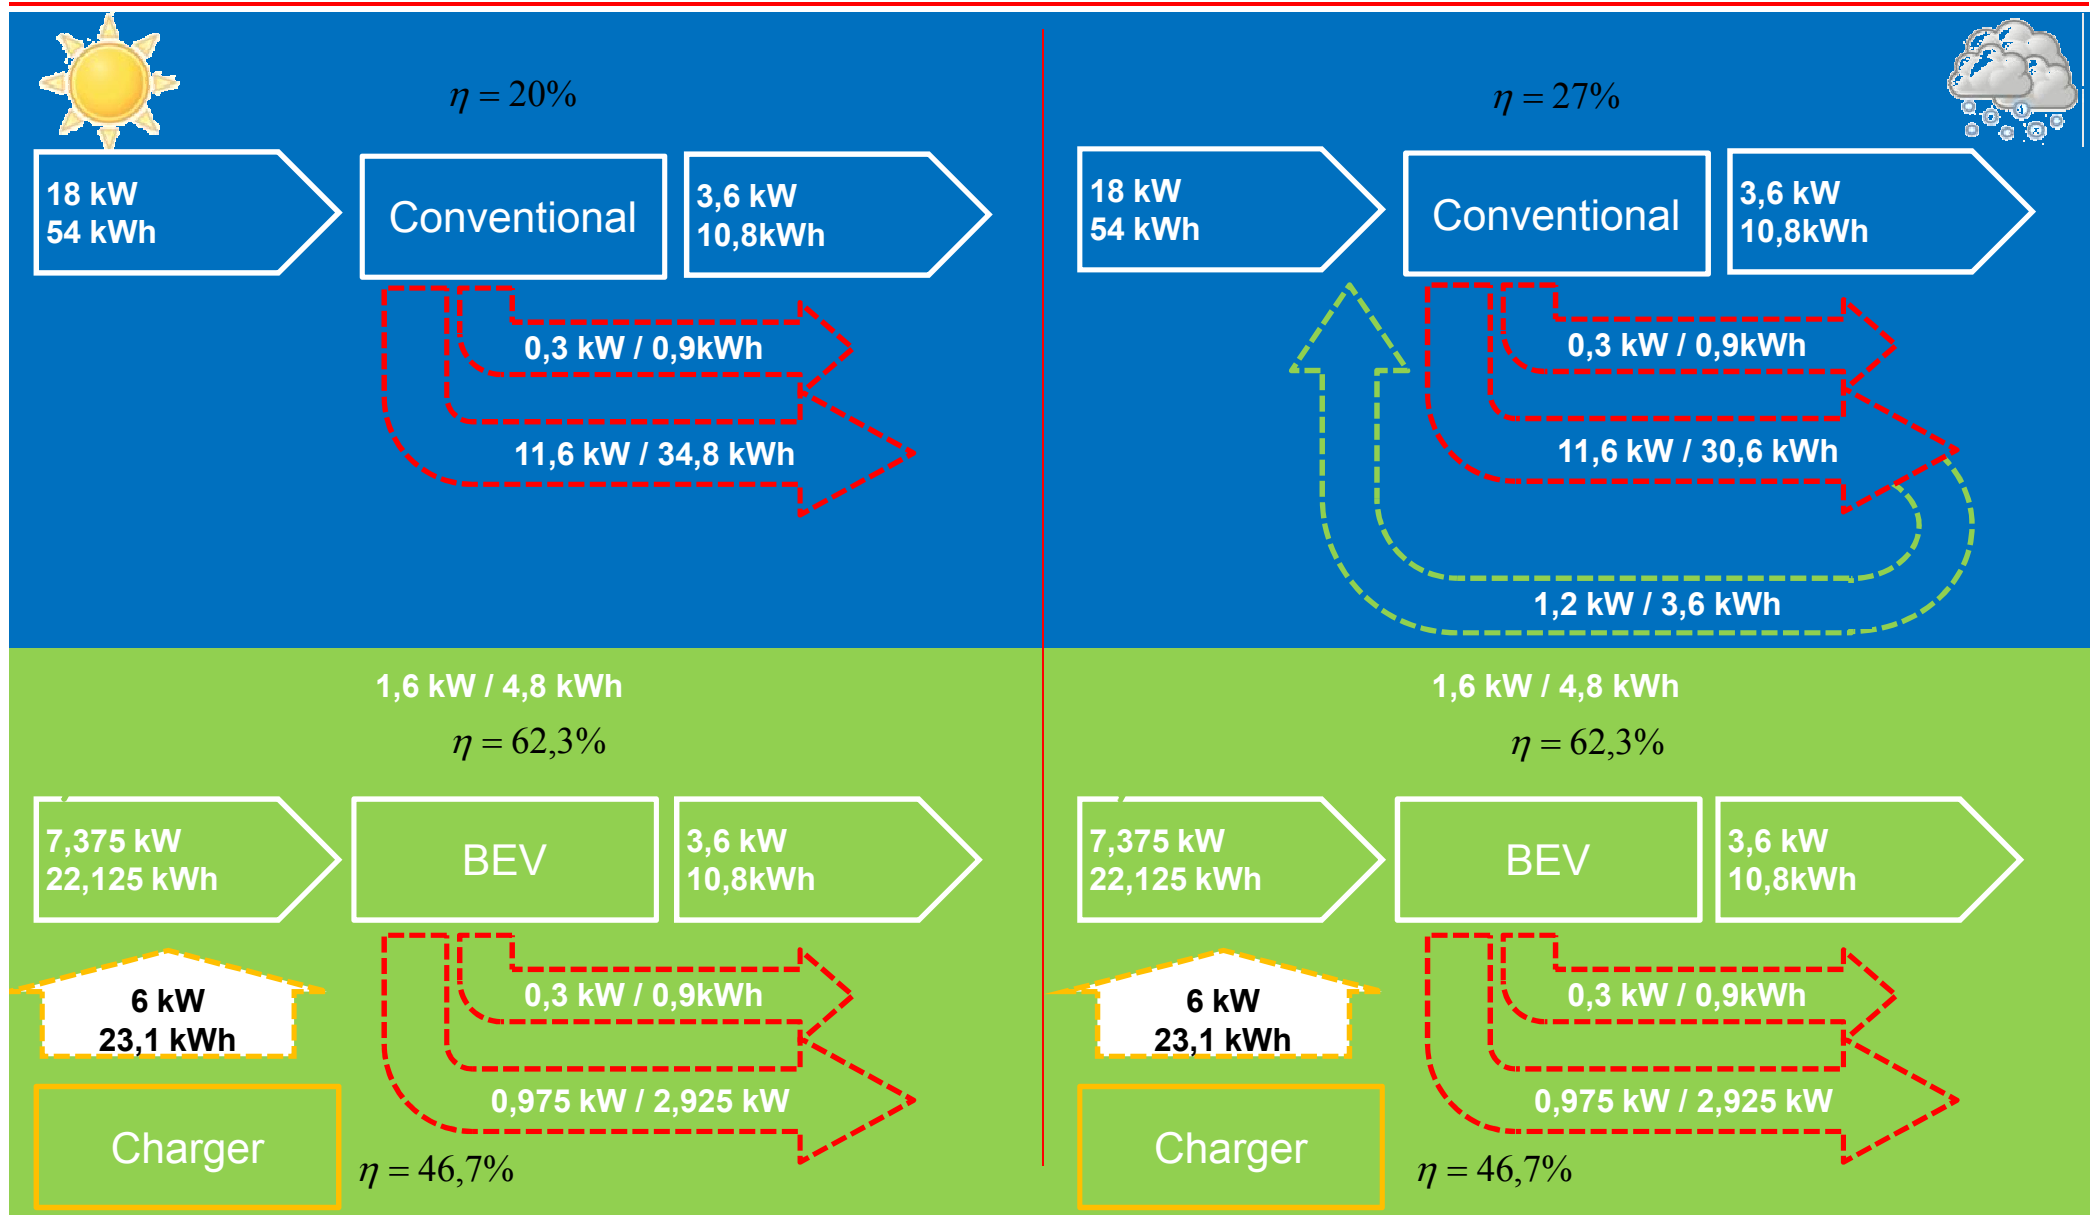 η = 20%
18 kW
54 kWh
Conventional
3,6 kW
10,8kWh
0,3 kW / 0,9kWh
11,6 kW / 34,8 kWh
η = 27%
18 kW
54 kWh
Conventional
3,6 kW
10,8kWh
0,3 kW / 0,9kWh
11,6 kW / 30,6 kWh
1,2 kW / 3,6 kWh
1,6 kW / 4,8 kWh
η = 62,3%
7,375 kW
22,125 kWh
BEV
3,6 kW
10,8kWh
6 kW
23,1 kWh
0,3 kW / 0,9kWh
0,975 kW / 2,925 kW
Charger
η = 46,7%
1,6 kW / 4,8 kWh
η = 62,3%
7,375 kW
22,125 kWh
BEV
3,6 kW
10,8kWh
6 kW
23,1 kWh
0,3 kW / 0,9kWh
0,975 kW / 2,925 kW
Charger
η = 46,7%